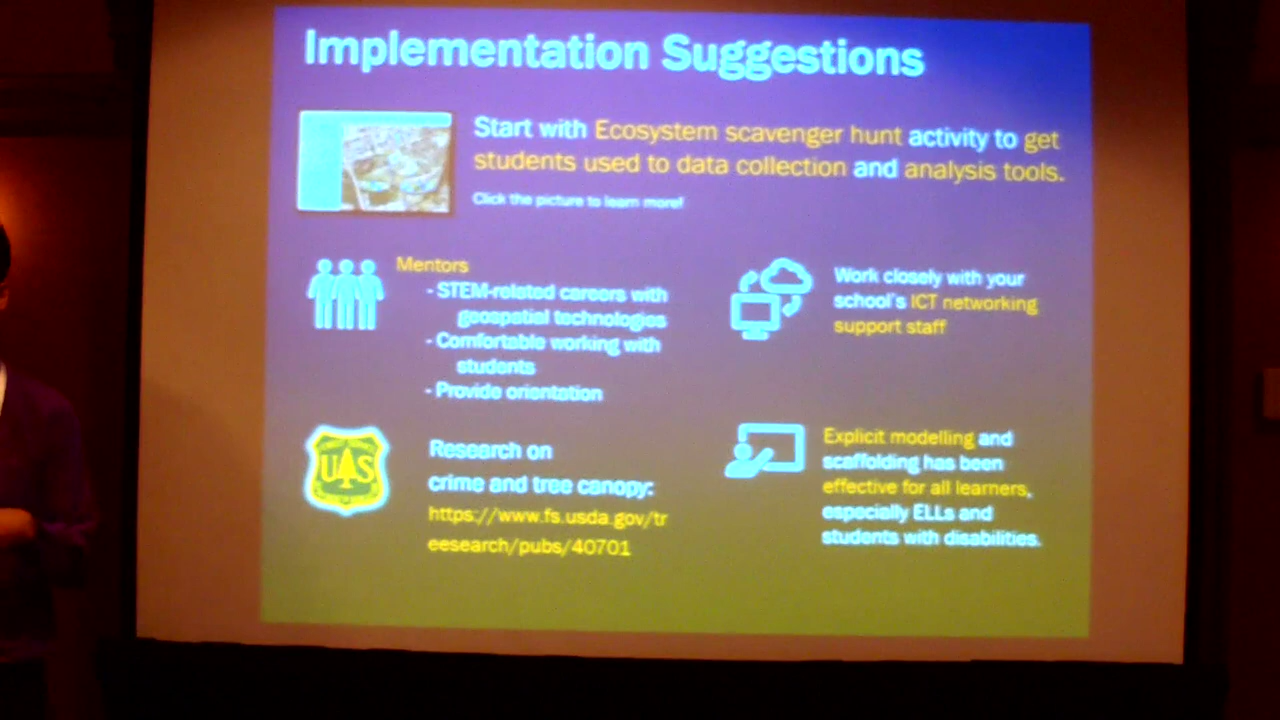 Implementation Suggestions
Start with Ecosystem scavenger hunt activity to get
students used to data collection and analysis tools.
Click the picture to learn more!
Mentors
- STEM-related careers with
geospatial technologies
- Comfortable working with
students
- Provide orientation
Work closely with your
school's ICT networking
support staff
UAS
Research on
crime and tree canopy:
https://www.fs.usda.gov/tr
eesearch/pubs/40701
Explicit modelling and
scaffolding has been
effective for all learners,
especially ELLs and
students with disabilities.